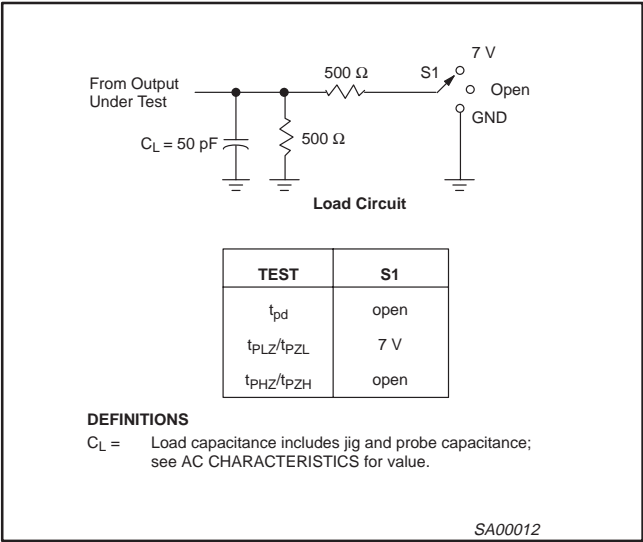 7 V
500 Ω
S1
Open
From Output
Under Test
GND
C_L = 50 pF
500 Ω
Load Circuit
TEST S1
t_pd open
t_PLZ/t_PZL 7 V
t_PHZ/t_PZH open
DEFINITIONS
C_L = Load capacitance includes jig and probe capacitance;
see AC CHARACTERISTICS for value.
SA00012